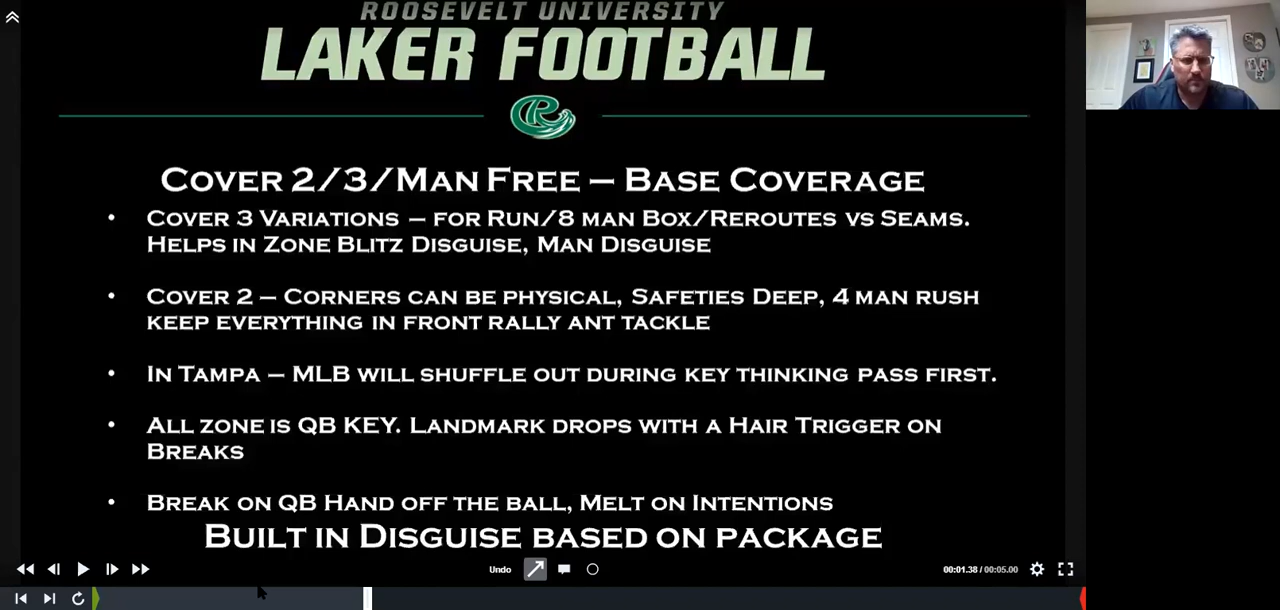 ROOSEVELT UNIVERSITY
LAKER FOOTBALL
R
COVER 2/3/MAN FREE – BASE COVERAGE
• COVER 3 VARIATIONS – FOR RUN/8 MAN BOX/REROUTES VS SEAMS.
HELPS IN ZONE BLITZ DISGUISE, MAN DISGUISE
• COVER 2 – CORNERS CAN BE PHYSICAL, SAFETIES DEEP, 4 MAN RUSH
KEEP EVERYTHING IN FRONT RALLY ANT TACKLE
• IN TAMPA – MLB WILL SHUFFLE OUT DURING KEY THINKING PASS FIRST.
• ALL ZONE IS QB KEY. LANDMARK DROPS WITH A HAIR TRIGGER ON
BREAKS
• BREAK ON QB HAND OFF THE BALL, MELT ON INTENTIONS
BUILT IN DISGUISE BASED ON PACKAGE
Undo
00:01.38 / 00:05.00